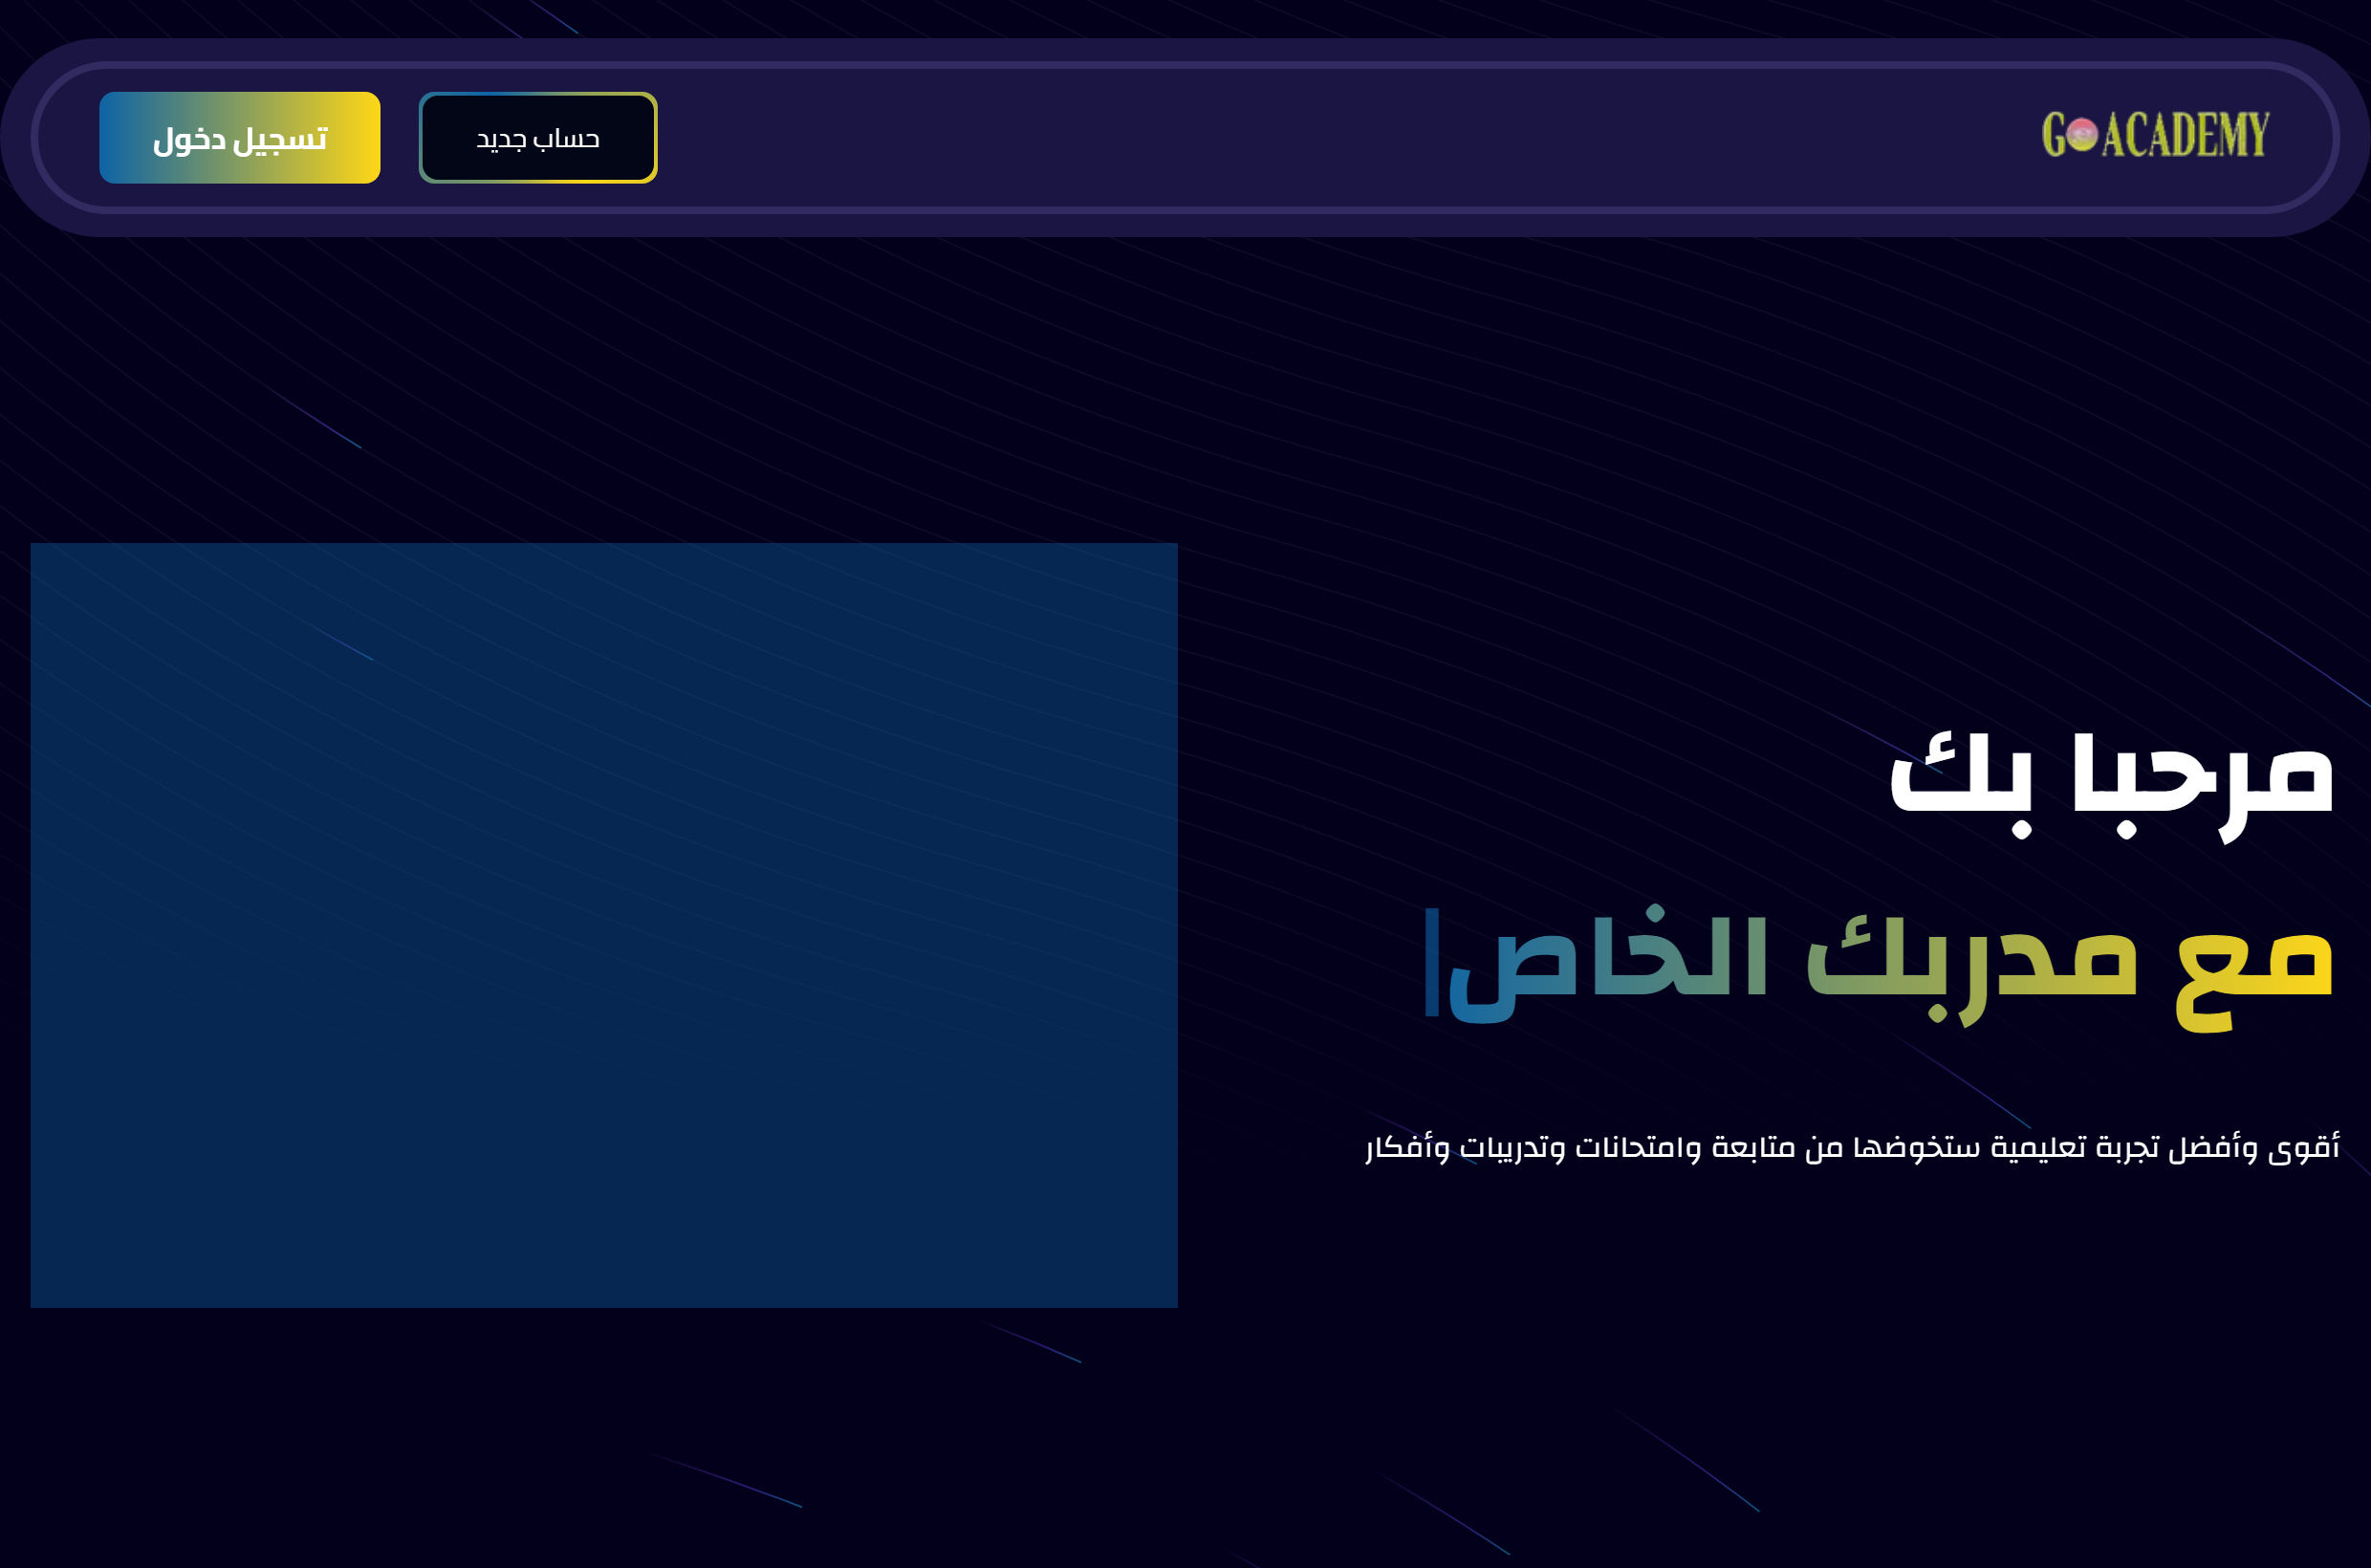 GOACADEMY
حساب جديد
تسجيل دخول
مرحبا بك
مع مدربك الخاص
أقوى وأفضل تجربة تعليمية ستخوضها من متابعة وامتحانات وتدريبات وأفكار